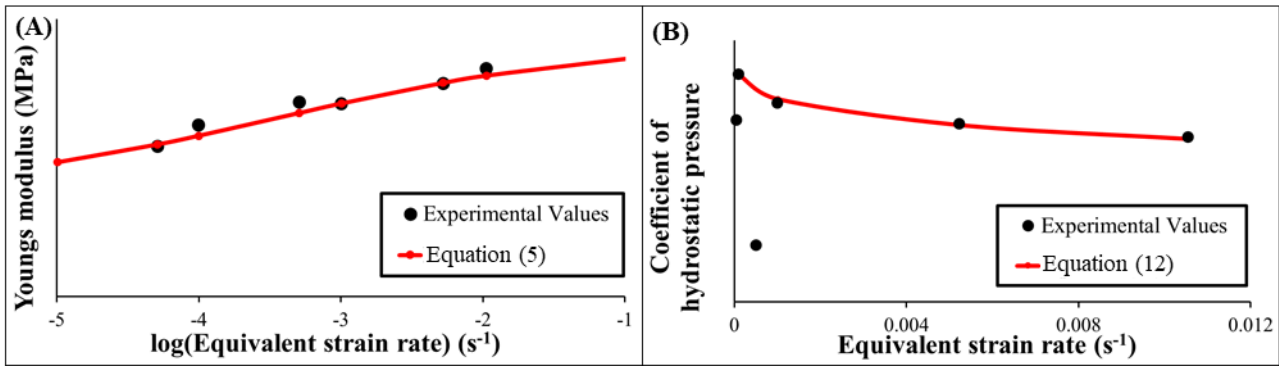 (A)
Youngs modulus (MPa)
Experimental Values
Equation (5)
-5
-4
-3
-2
-1
log(Equivalent strain rate) (s⁻¹)
(B)
Coefficient of
hydrostatic pressure
Experimental Values
Equation (12)
0
0.004
0.008
0.012
Equivalent strain rate (s⁻¹)